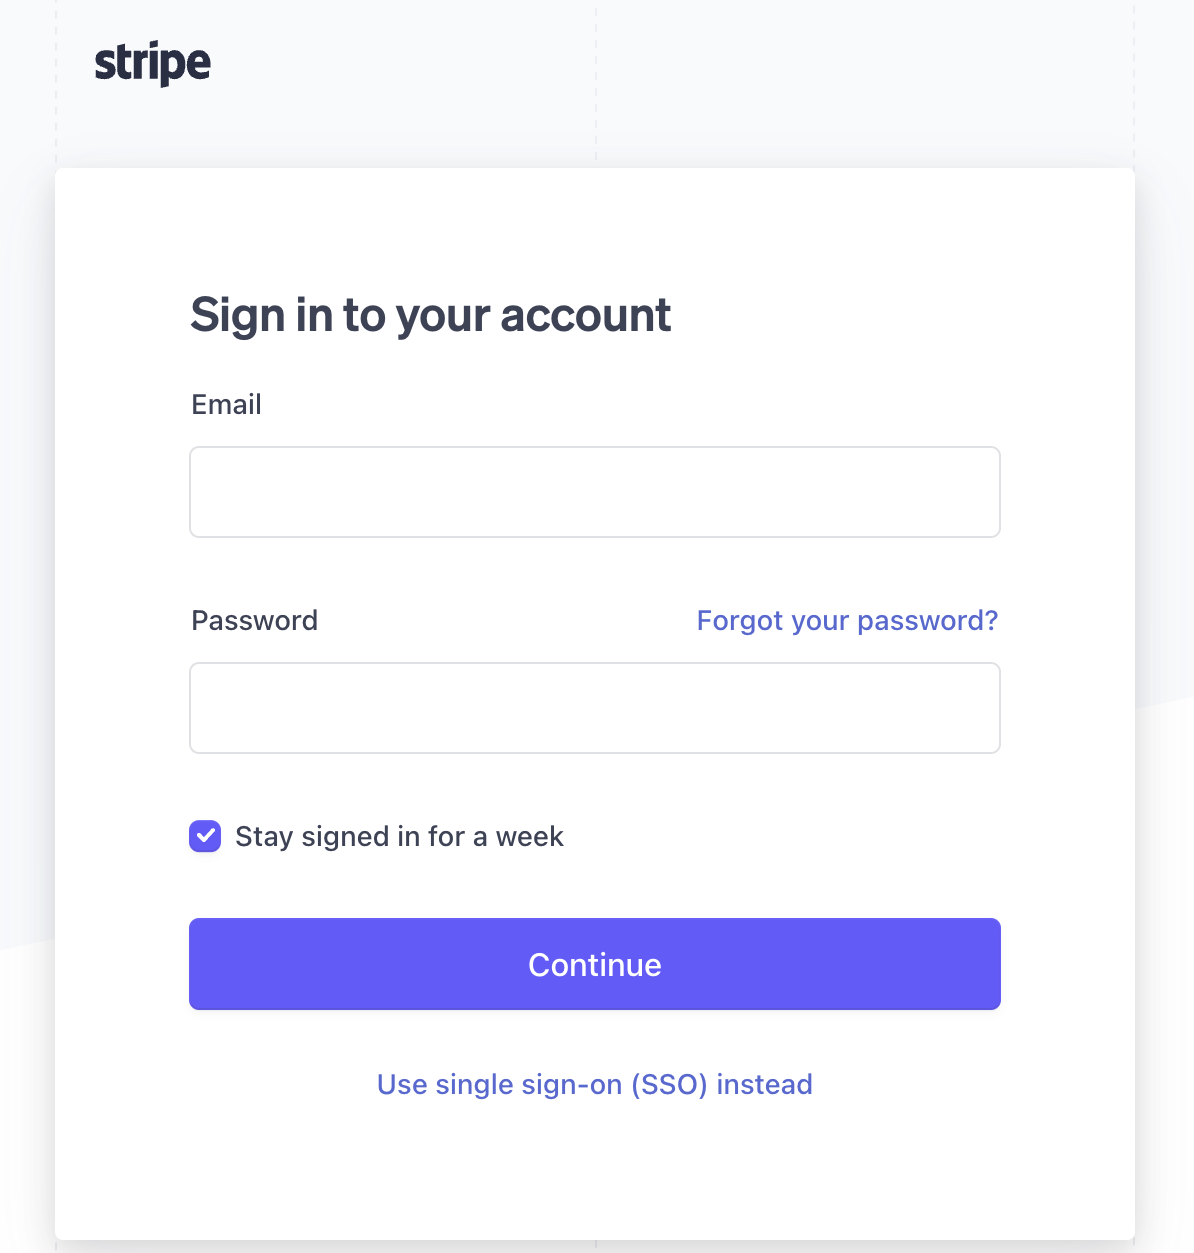 stripe
Sign in to your account
Email
Password
Forgot your password?
Stay signed in for a week
Continue
Use single sign-on (SSO) instead